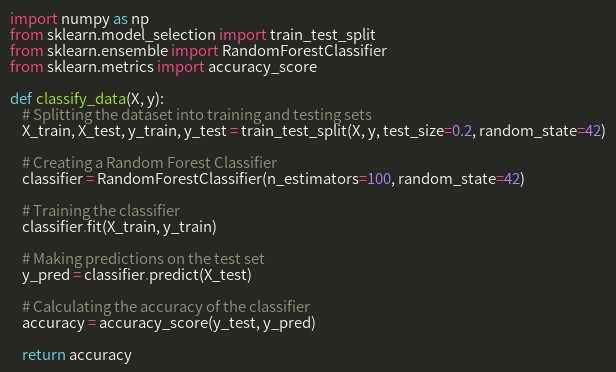 import numpy as np
from sklearn.model_selection import train_test_split
from sklearn.ensemble import RandomForestClassifier
from sklearn.metrics import accuracy_score

def classify_data(X, y):
    # Splitting the dataset into training and testing sets
    X_train, X_test, y_train, y_test = train_test_split(X, y, test_size=0.2, random_state=42)

    # Creating a Random Forest Classifier
    classifier = RandomForestClassifier(n_estimators=100, random_state=42)

    # Training the classifier
    classifier.fit(X_train, y_train)

    # Making predictions on the test set
    y_pred = classifier.predict(X_test)

    # Calculating the accuracy of the classifier
    accuracy = accuracy_score(y_test, y_pred)

    return accuracy